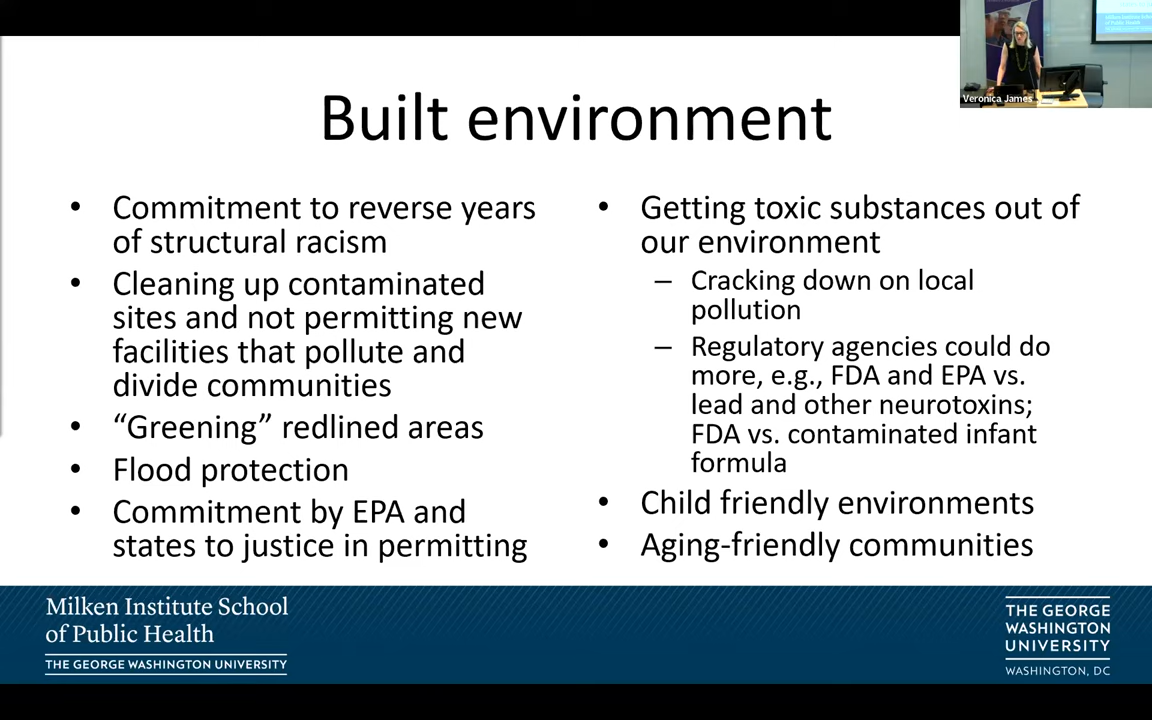 Built environment
• Commitment to reverse years
of structural racism
• Cleaning up contaminated
sites and not permitting new
facilities that pollute and
divide communities
• “Greening” redlined areas
• Flood protection
• Commitment by EPA and
states to justice in permitting
• Getting toxic substances out of
our environment
– Cracking down on local
pollution
– Regulatory agencies could do
more, e.g., FDA and EPA vs.
lead and other neurotoxins;
FDA vs. contaminated infant
formula
• Child friendly environments
• Aging-friendly communities
Veronica James
Milken Institute School
of Public Health
THE GEORGE WASHINGTON UNIVERSITY
THE GEORGE
WASHINGTON
UNIVERSITY
WASHINGTON, DC